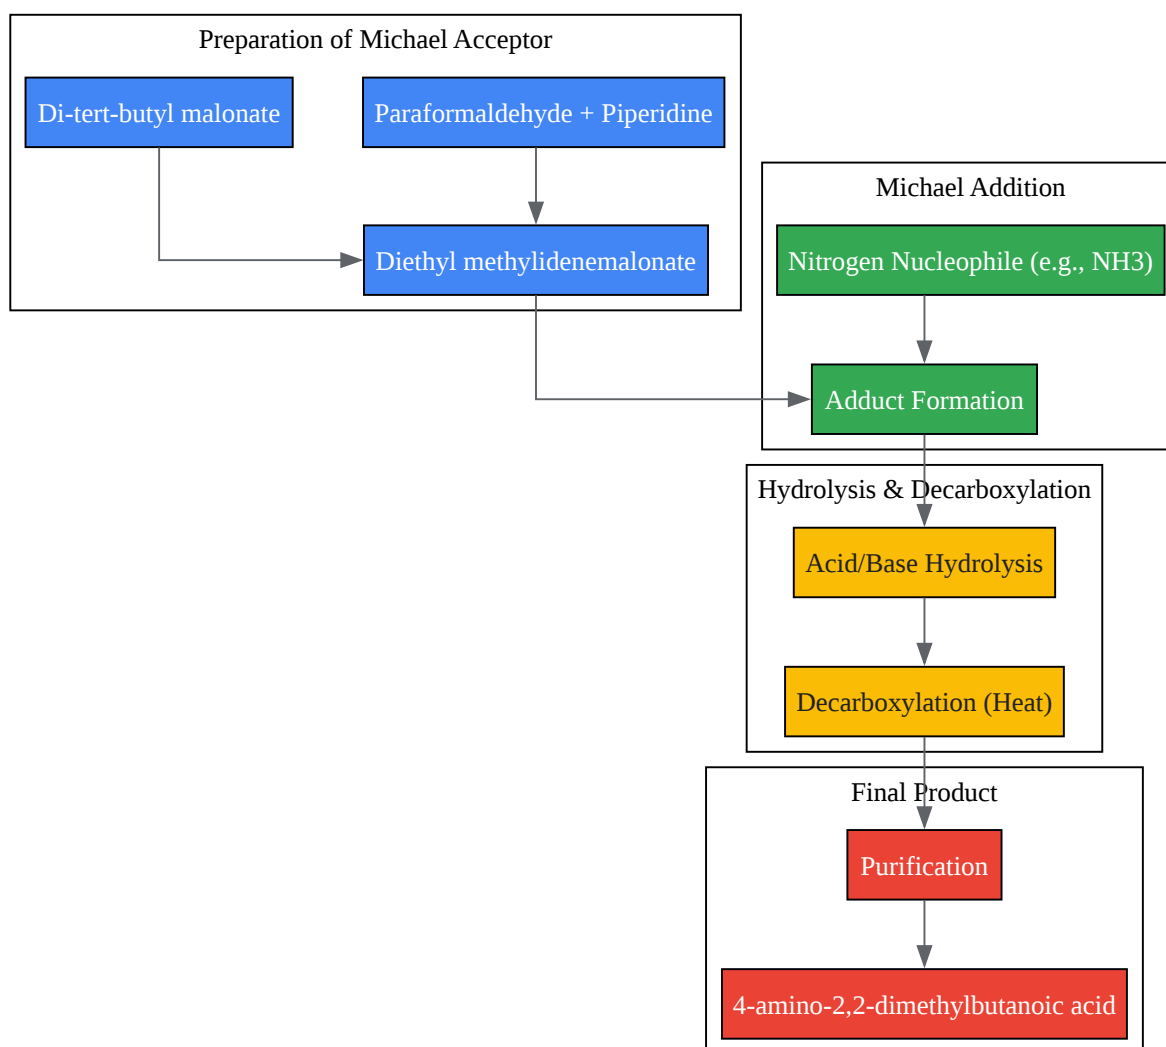 Preparation of Michael Acceptor
Di-tert-butyl malonate
Paraformaldehyde + Piperidine
Diethyl methylidenemalonate
Michael Addition
Nitrogen Nucleophile (e.g., NH3)
Adduct Formation
Hydrolysis & Decarboxylation
Acid/Base Hydrolysis
Decarboxylation (Heat)
Final Product
Purification
4-amino-2,2-dimethylbutanoic acid